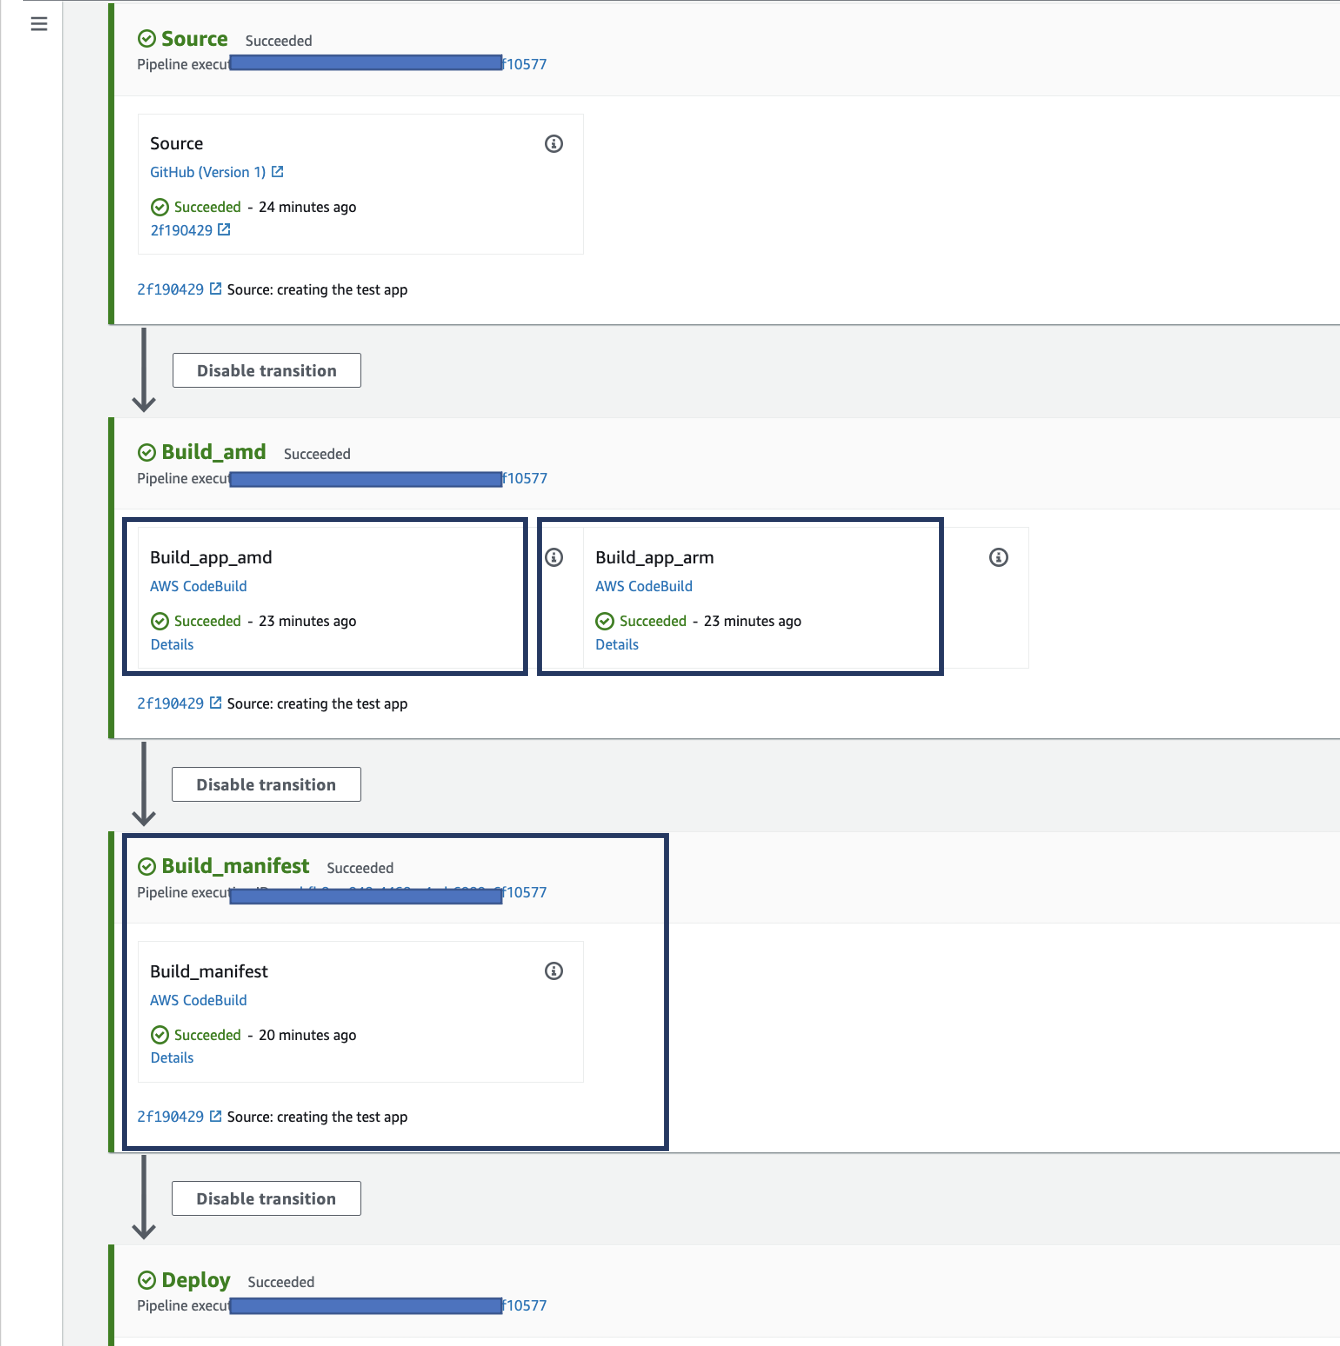 Source Succeeded
Pipeline execu f10577
Source
GitHub (Version 1)
Succeeded - 24 minutes ago
2f190429
2f190429 Source: creating the test app
Disable transition
Build_amd Succeeded
Pipeline execu f10577
Build_app_amd
AWS CodeBuild
Succeeded - 23 minutes ago
Details
Build_app_arm
AWS CodeBuild
Succeeded - 23 minutes ago
Details
2f190429 Source: creating the test app
Disable transition
Build_manifest Succeeded
Pipeline execu f10577
Build_manifest
AWS CodeBuild
Succeeded - 20 minutes ago
Details
2f190429 Source: creating the test app
Disable transition
Deploy Succeeded
Pipeline execu f10577